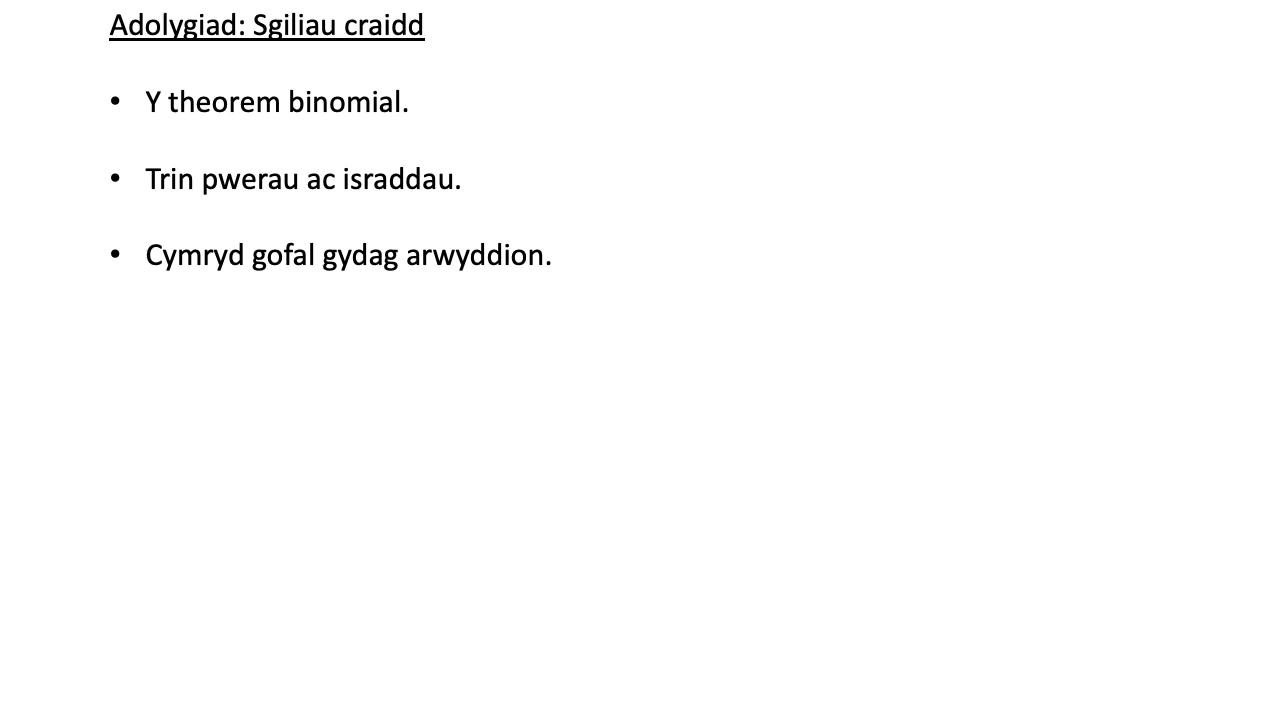 Adolygiad: Sgiliau craidd
• Y theorem binomial.
• Trin pwerau ac israddau.
• Cymryd gofal gydag arwyddion.